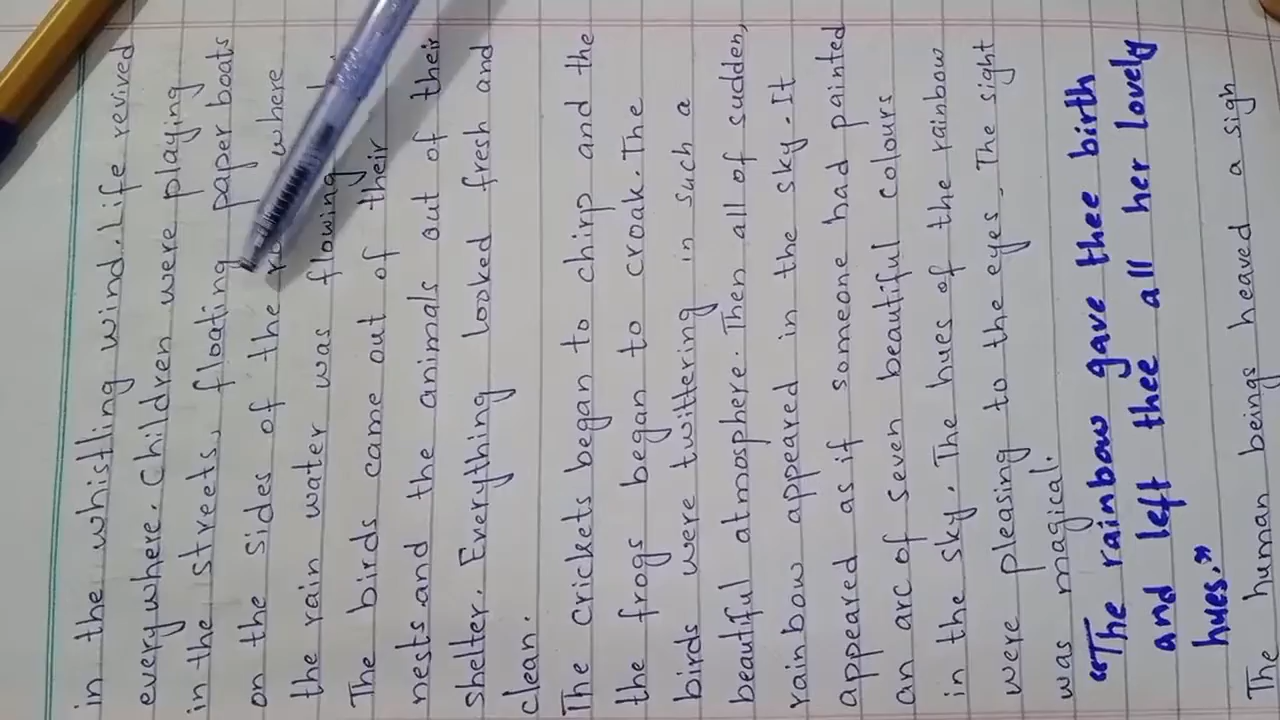 in the whistling wind. Life revived
everywhere. Children were playing
in the streets, floating paper boats
on the sides of the where
the rain water was flowing
The birds came out of their
nests and the animals out of their
shelter. Everything looked fresh and
clean.
The crickets began to chirp and the
the frogs began to croak. The
birds were twittering in such a
beautiful atmosphere. Then all of sudden,
rainbow appeared in the sky. It
appeared as if someone had painted
an arc of seven beautiful colours
in the sky. The hues of the rainbow
were pleasing to the eyes. The sight
was magical.
"The rainbow gave thee birth
and left thee all her lovely
hues."
The human beings heaved a sigh